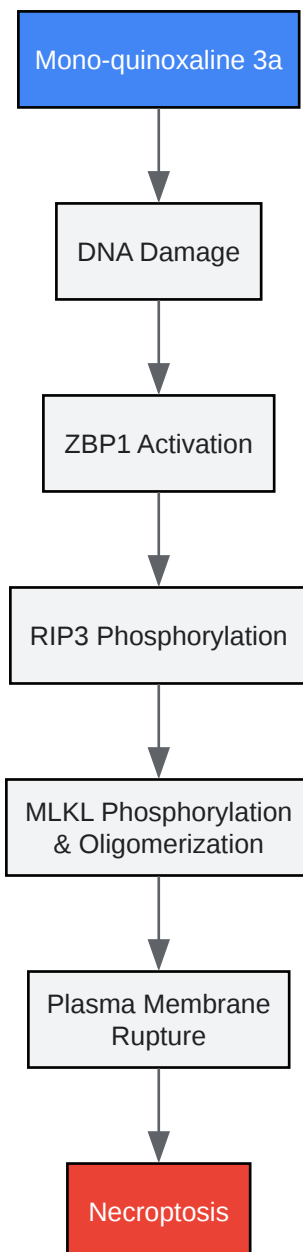 Mono-quinoxaline 3a
DNA Damage
ZBP1 Activation
RIP3 Phosphorylation
MLKL Phosphorylation
& Oligomerization
Plasma Membrane
Rupture
Necroptosis